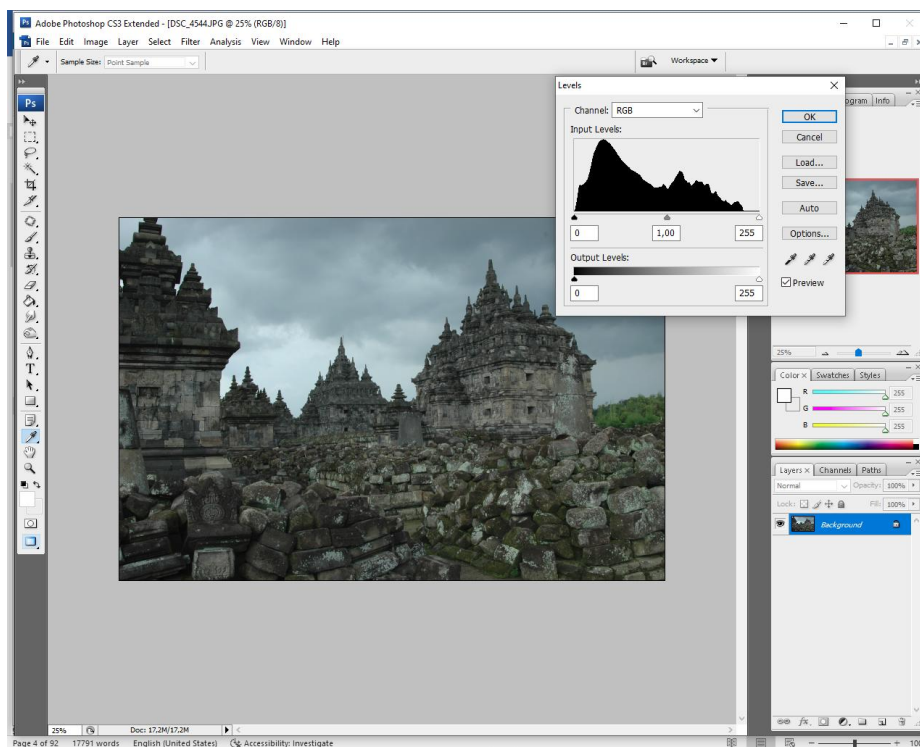 Ps Adobe Photoshop CS3 Extended - [DSC_4544.JPG @ 25% (RGB/8)]
Ps File Edit Image Layer Select Filter Analysis View Window Help
Sample Size: Point Sample
Workspace
Levels
Channel: RGB
Input Levels:
0 1,00 255
Output Levels:
0 255
OK
Cancel
Load...
Save...
Auto
Options...
Preview
Info
Ps
T
25%
Color x Swatches Styles
R 255
G 255
B 255
Layers x Channels Paths
Normal Opacity: 100%
Lock: Fill: 100%
Background
fx.
25% Doc: 17,2M/17,2M
Page 4 of 92 17791 words English (United States) Accessibility: Investigate